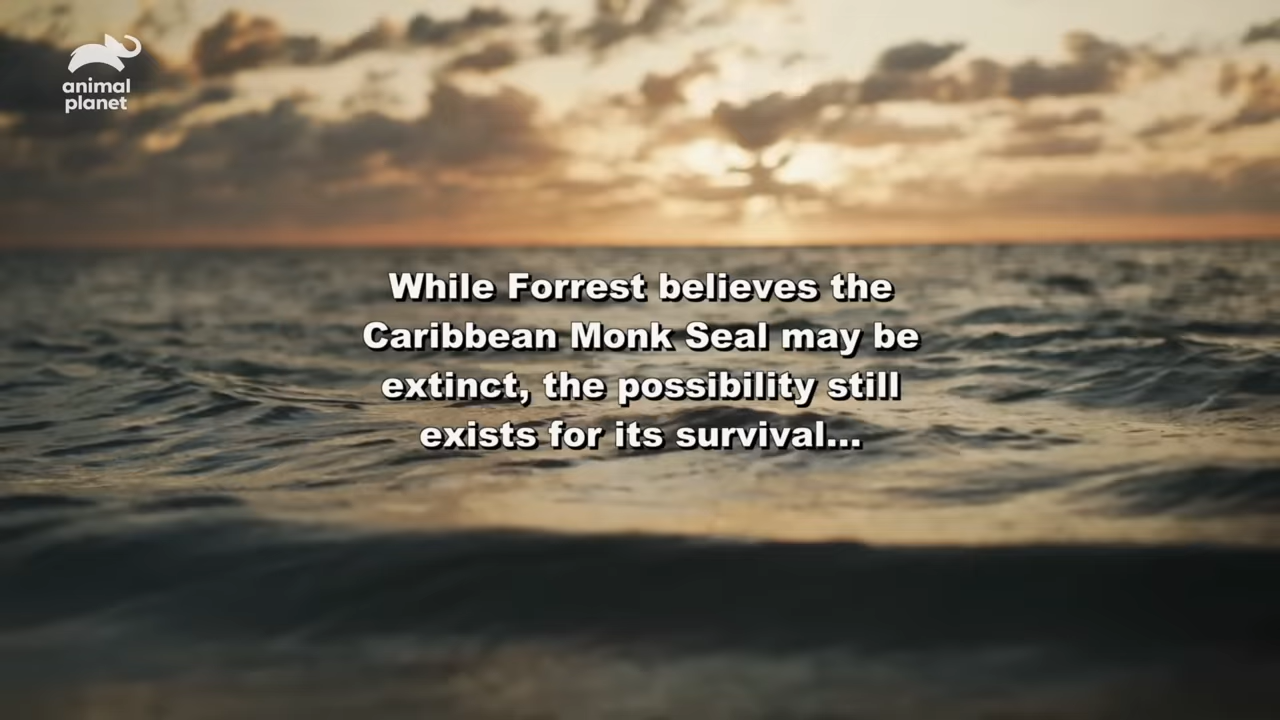 animal
planet
While Forrest believes the
Caribbean Monk Seal may be
extinct, the possibility still
exists for its survival...